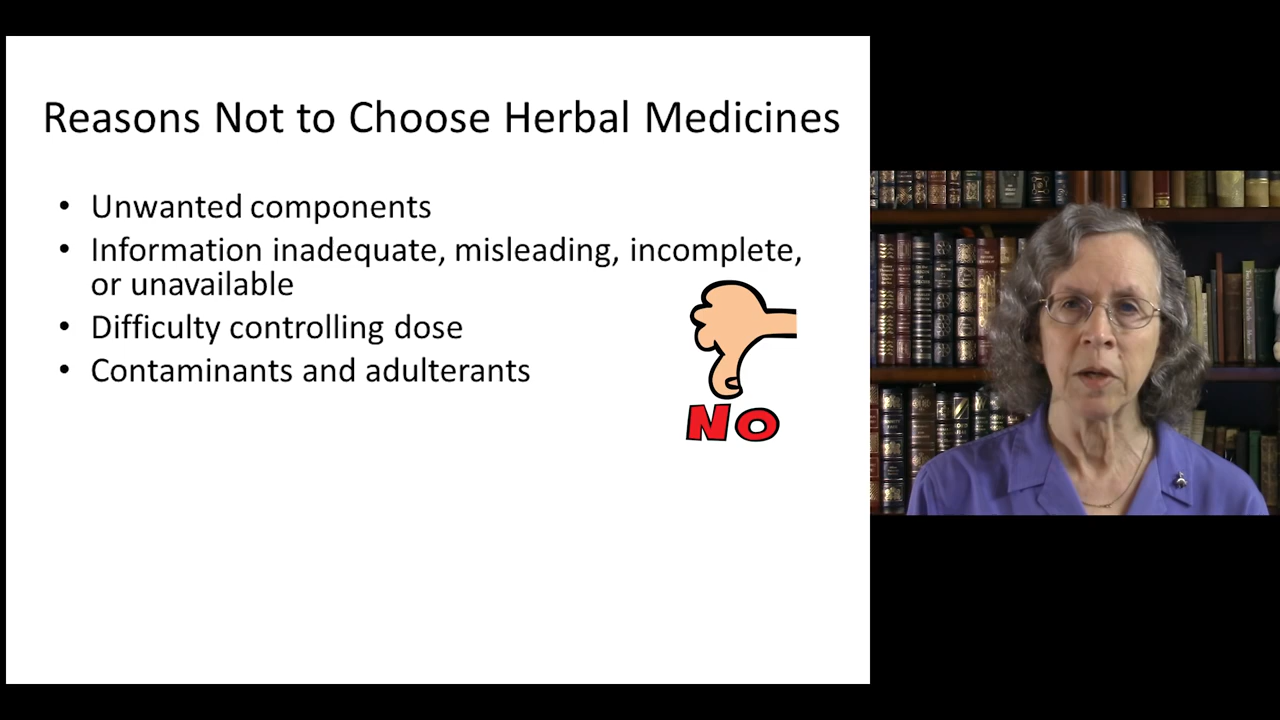 Reasons Not to Choose Herbal Medicines
• Unwanted components
• Information inadequate, misleading, incomplete,
or unavailable
• Difficulty controlling dose
• Contaminants and adulterants
NO